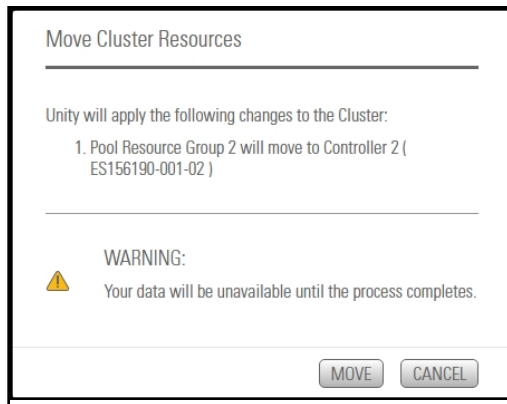 Move Cluster Resources
Unity will apply the following changes to the Cluster:
1. Pool Resource Group 2 will move to Controller 2 (
ES156190-001-02 )
WARNING:
Your data will be unavailable until the process completes.
MOVE CANCEL